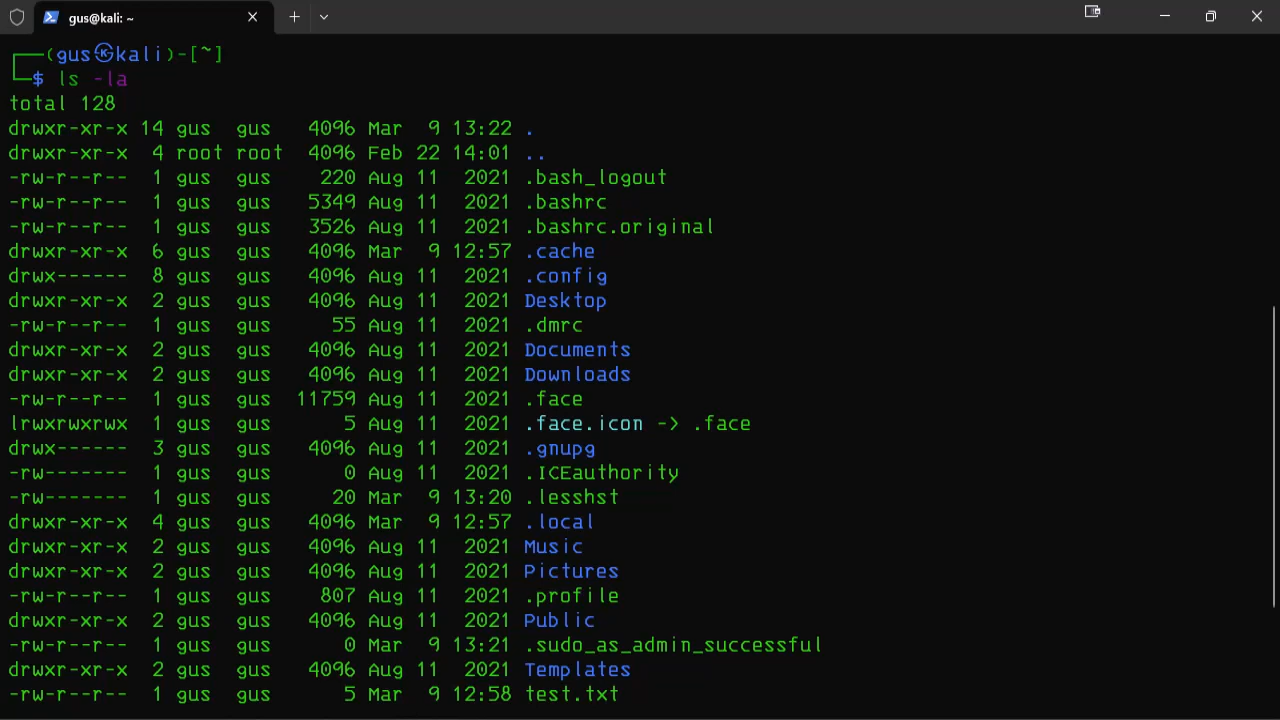 gus@kali: ~
┌──(gus㉿kali)-[~]
└─$ ls -la
total 128
drwxr-xr-x 14 gus  gus   4096 Mar  9 13:22 .
drwxr-xr-x  4 root root  4096 Feb 22 14:01 ..
-rw-r--r--  1 gus  gus    220 Aug 11  2021 .bash_logout
-rw-r--r--  1 gus  gus   5349 Aug 11  2021 .bashrc
-rw-r--r--  1 gus  gus   3526 Aug 11  2021 .bashrc.original
drwxr-xr-x  6 gus  gus   4096 Mar  9 12:57 .cache
drwx------  8 gus  gus   4096 Aug 11  2021 .config
drwxr-xr-x  2 gus  gus   4096 Aug 11  2021 Desktop
-rw-r--r--  1 gus  gus     55 Aug 11  2021 .dmrc
drwxr-xr-x  2 gus  gus   4096 Aug 11  2021 Documents
drwxr-xr-x  2 gus  gus   4096 Aug 11  2021 Downloads
-rw-r--r--  1 gus  gus  11759 Aug 11  2021 .face
lrwxrwxrwx  1 gus  gus      5 Aug 11  2021 .face.icon -> .face
drwx------  3 gus  gus   4096 Aug 11  2021 .gnupg
-rw-------  1 gus  gus      0 Aug 11  2021 .ICEauthority
-rw-------  1 gus  gus     20 Mar  9 13:20 .lesshst
drwxr-xr-x  4 gus  gus   4096 Mar  9 12:57 .local
drwxr-xr-x  2 gus  gus   4096 Aug 11  2021 Music
drwxr-xr-x  2 gus  gus   4096 Aug 11  2021 Pictures
-rw-r--r--  1 gus  gus    807 Aug 11  2021 .profile
drwxr-xr-x  2 gus  gus   4096 Aug 11  2021 Public
-rw-r--r--  1 gus  gus      0 Mar  9 13:21 .sudo_as_admin_successful
drwxr-xr-x  2 gus  gus   4096 Aug 11  2021 Templates
-rw-r--r--  1 gus  gus      5 Mar  9 12:58 test.txt